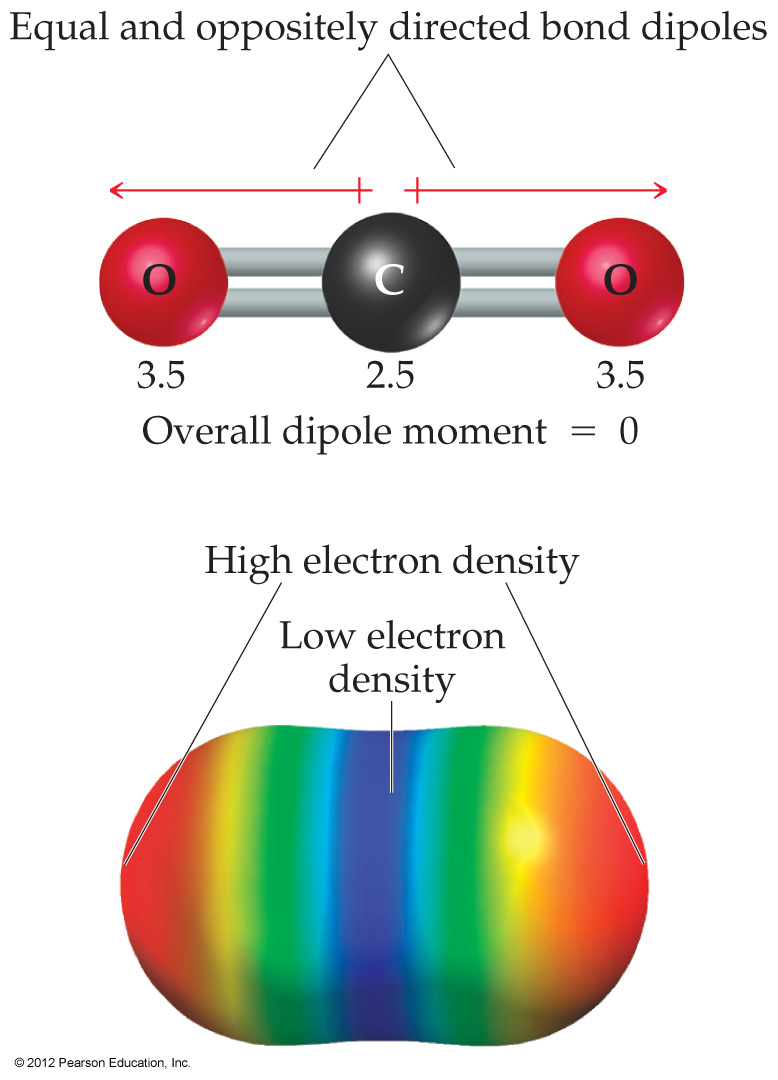 Equal and oppositely directed bond dipoles
O C O
3.5 2.5 3.5
Overall dipole moment = 0
High electron density
Low electron
density
© 2012 Pearson Education, Inc.